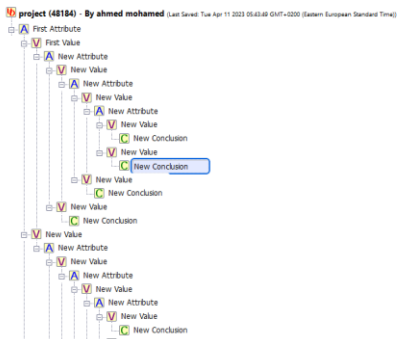 project (48184) - By ahmed mohamed (Last Saved: Tue Apr 11 2023 05:43:49 GMT+0200 (Eastern European Standard Time))
A First Attribute
V First Value
A New Attribute
V New Value
A New Attribute
V New Value
A New Attribute
V New Value
C New Conclusion
V New Value
C New Conclusion
V New Value
C New Conclusion
V New Value
C New Conclusion
V New Value
A New Attribute
V New Value
A New Attribute
V New Value
A New Attribute
V New Value
C New Conclusion